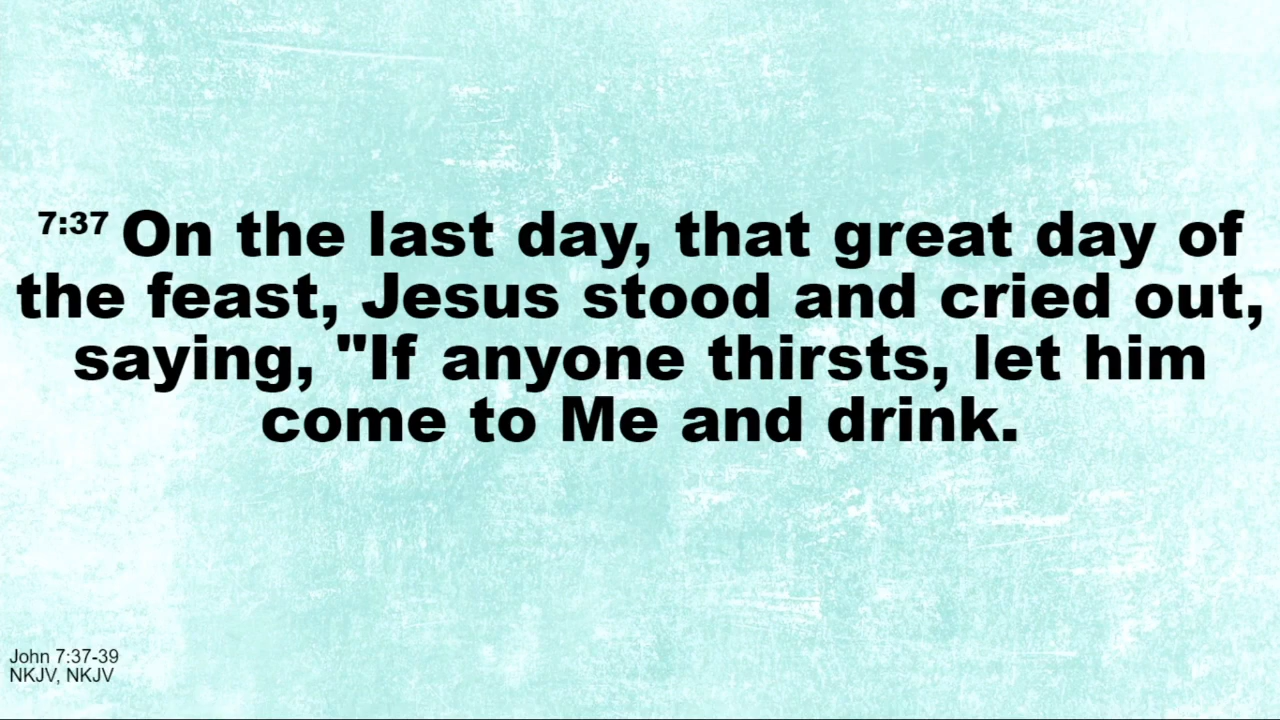 7:37 On the last day, that great day of
the feast, Jesus stood and cried out,
saying, "If anyone thirsts, let him
come to Me and drink.
John 7:37-39
NKJV, NKJV